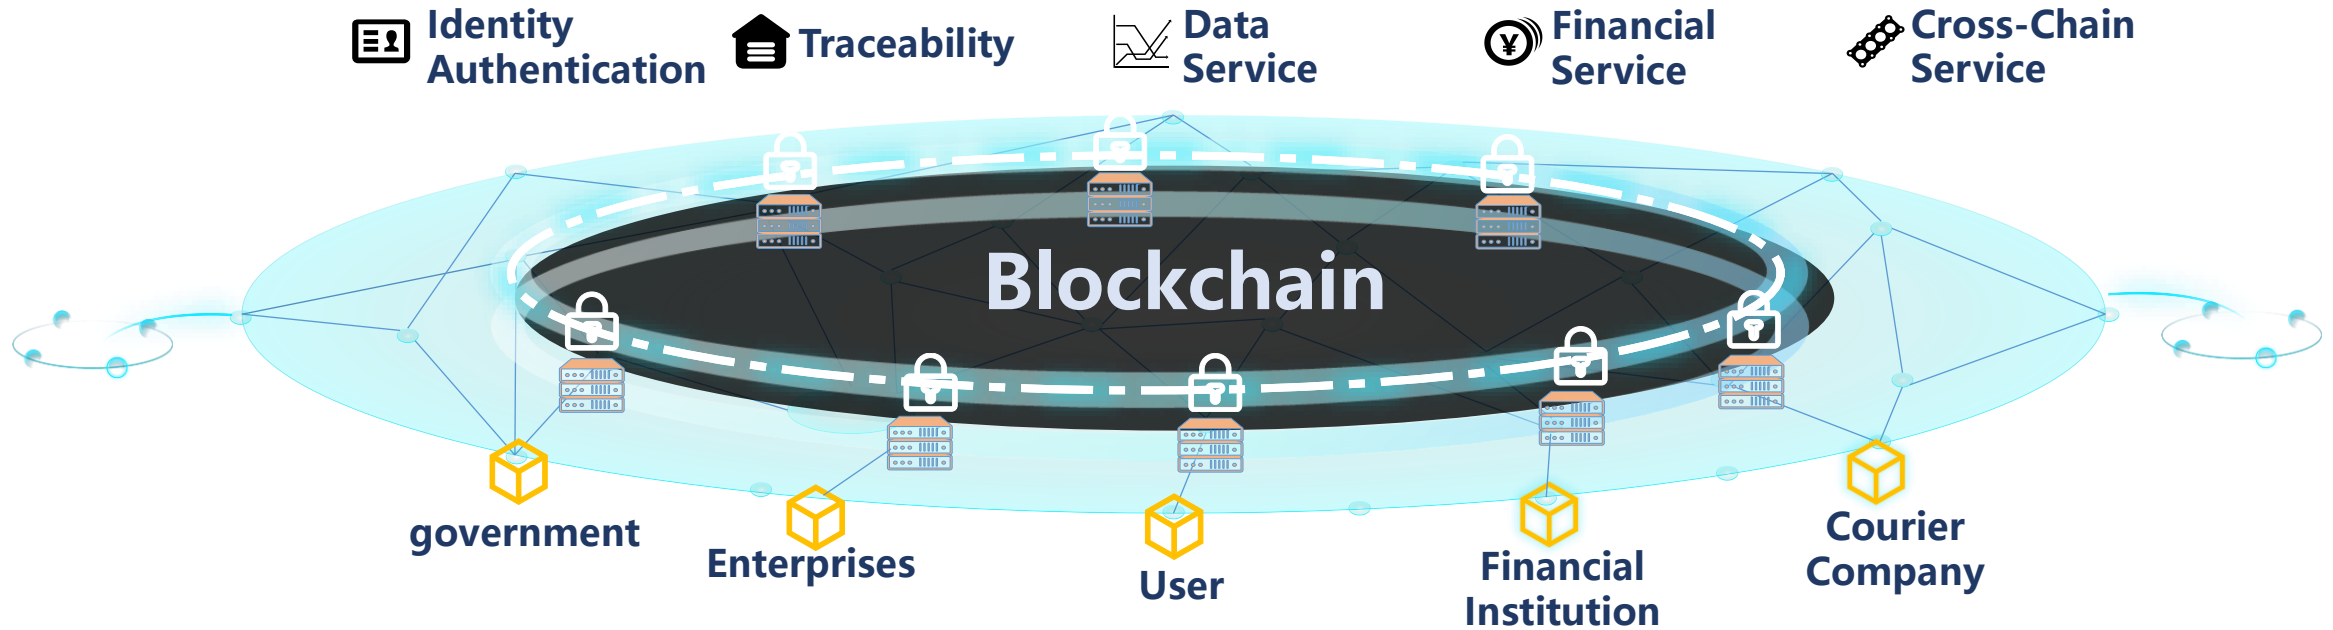 Identity
Authentication
Traceability
Data
Service
¥
Financial
Service
Cross-Chain
Service
Blockchain
government
Enterprises
User
Financial
Institution
Courier
Company